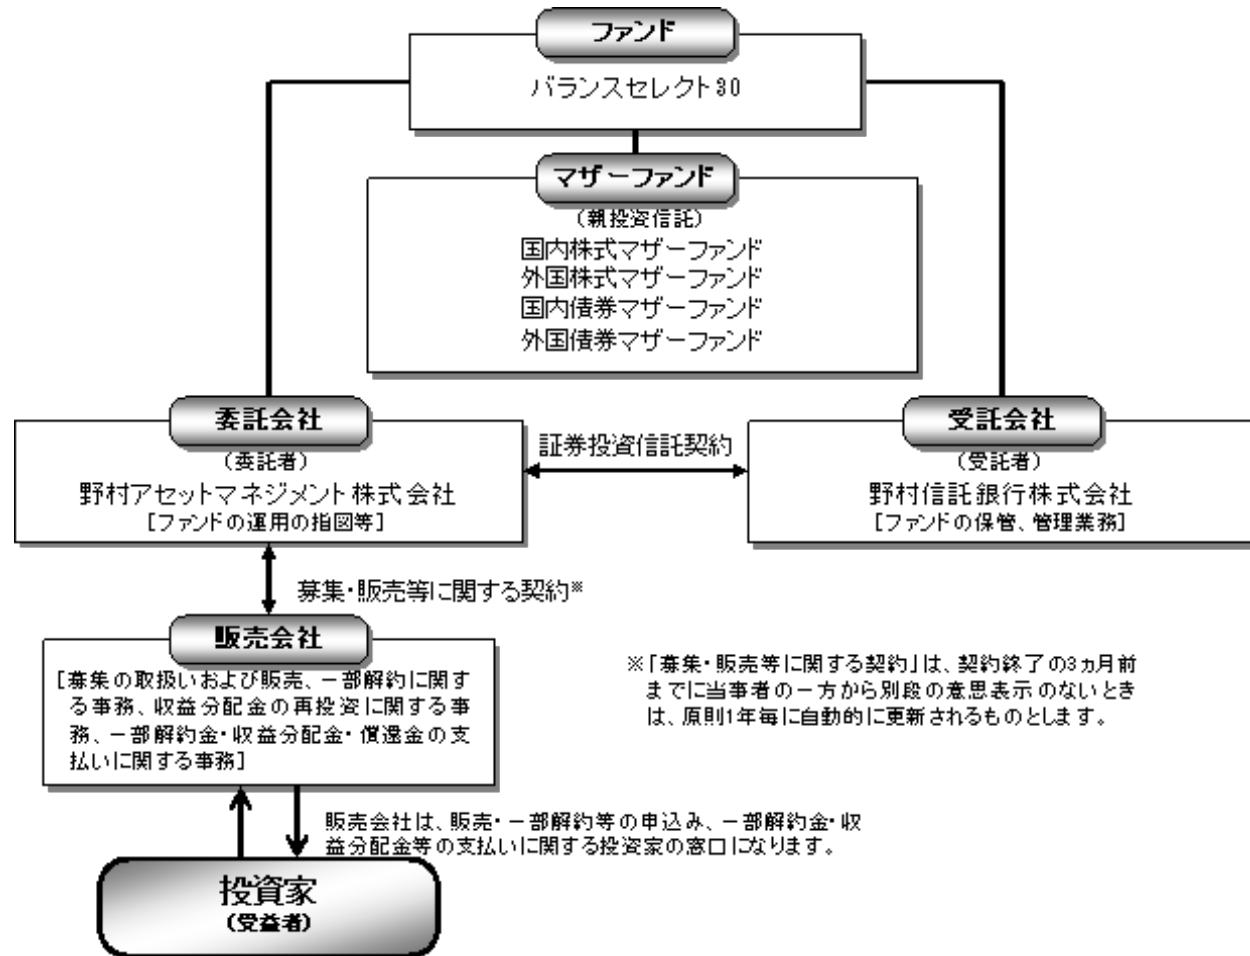 ファンド
バランスセレクト30
マザーファンド
(親投資信託)
国内株式マザーファンド
外国株式マザーファンド
国内債券マザーファンド
外国債券マザーファンド
委託会社
(委託者)
野村アセットマネジメント株式会社
[ファンドの運用の指図等]
証券投資信託契約
受託会社
(受託者)
野村信託銀行株式会社
[ファンドの保管、管理業務]
募集・販売等に関する契約※
販売会社
[募集の取扱いおよび販売、一部解約に関す
る事務、収益分配金の再投資に関する事
務、一部解約金・収益分配金・償還金の支
払いに関する事務]
※「募集・販売等に関する契約」は、契約終了の3ヵ月前
までに当事者の一方から別段の意思表示のないとき
は、原則1年毎に自動的に更新されるものとします。
販売会社は、販売・一部解約等の申込み、一部解約金・収
益分配金等の支払いに関する投資家の窓口になります。
投資家
(受益者)